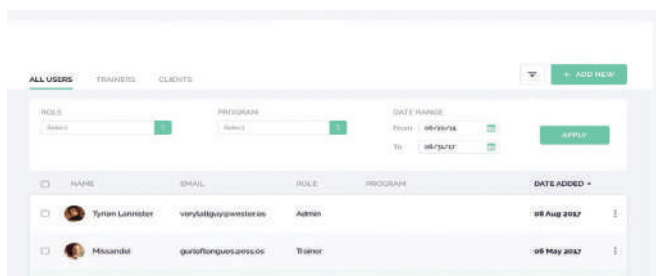 ALL USERS TRAINERS CLIENTS + ADD NEW
ROLE PROGRAM DATE RANGE
Select Select From
To APPLY
NAME EMAIL ROLE PROGRAM DATE ADDED
Tyrion Lannister Admin 08 Aug 2017
Missandei Trainer 06 May 2017